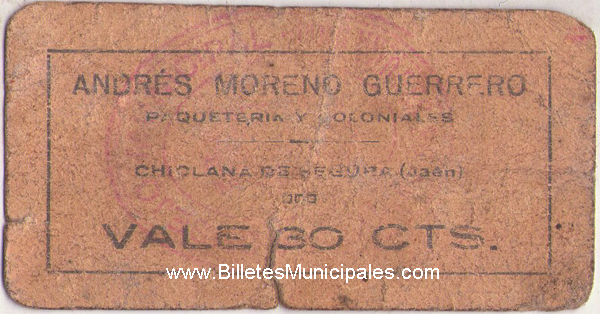 ANDRÉS MORENO GUERRERO
PAQUETERIA Y COLONIALES
CHICLANA DE SEGURA (Jaén)
VALE 30 CTS.
www.BilletesMunicipales.com